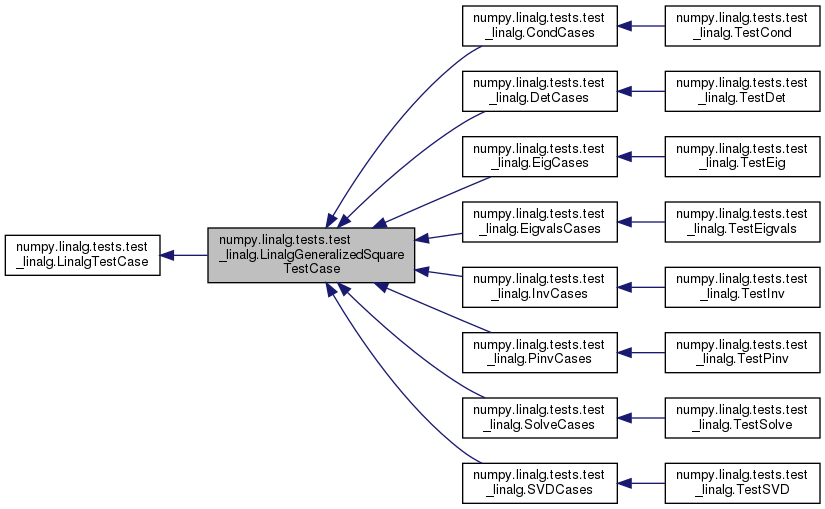 numpy.linalg.tests.test
_linalg.LinalgTestCase
numpy.linalg.tests.test
_linalg.LinalgGeneralizedSquare
TestCase
numpy.linalg.tests.test
_linalg.CondCases
numpy.linalg.tests.test
_linalg.TestCond
numpy.linalg.tests.test
_linalg.DetCases
numpy.linalg.tests.test
_linalg.TestDet
numpy.linalg.tests.test
_linalg.EigCases
numpy.linalg.tests.test
_linalg.TestEig
numpy.linalg.tests.test
_linalg.EigvalsCases
numpy.linalg.tests.test
_linalg.TestEigvals
numpy.linalg.tests.test
_linalg.InvCases
numpy.linalg.tests.test
_linalg.TestInv
numpy.linalg.tests.test
_linalg.PinvCases
numpy.linalg.tests.test
_linalg.TestPinv
numpy.linalg.tests.test
_linalg.SolveCases
numpy.linalg.tests.test
_linalg.TestSolve
numpy.linalg.tests.test
_linalg.SVDCases
numpy.linalg.tests.test
_linalg.TestSVD